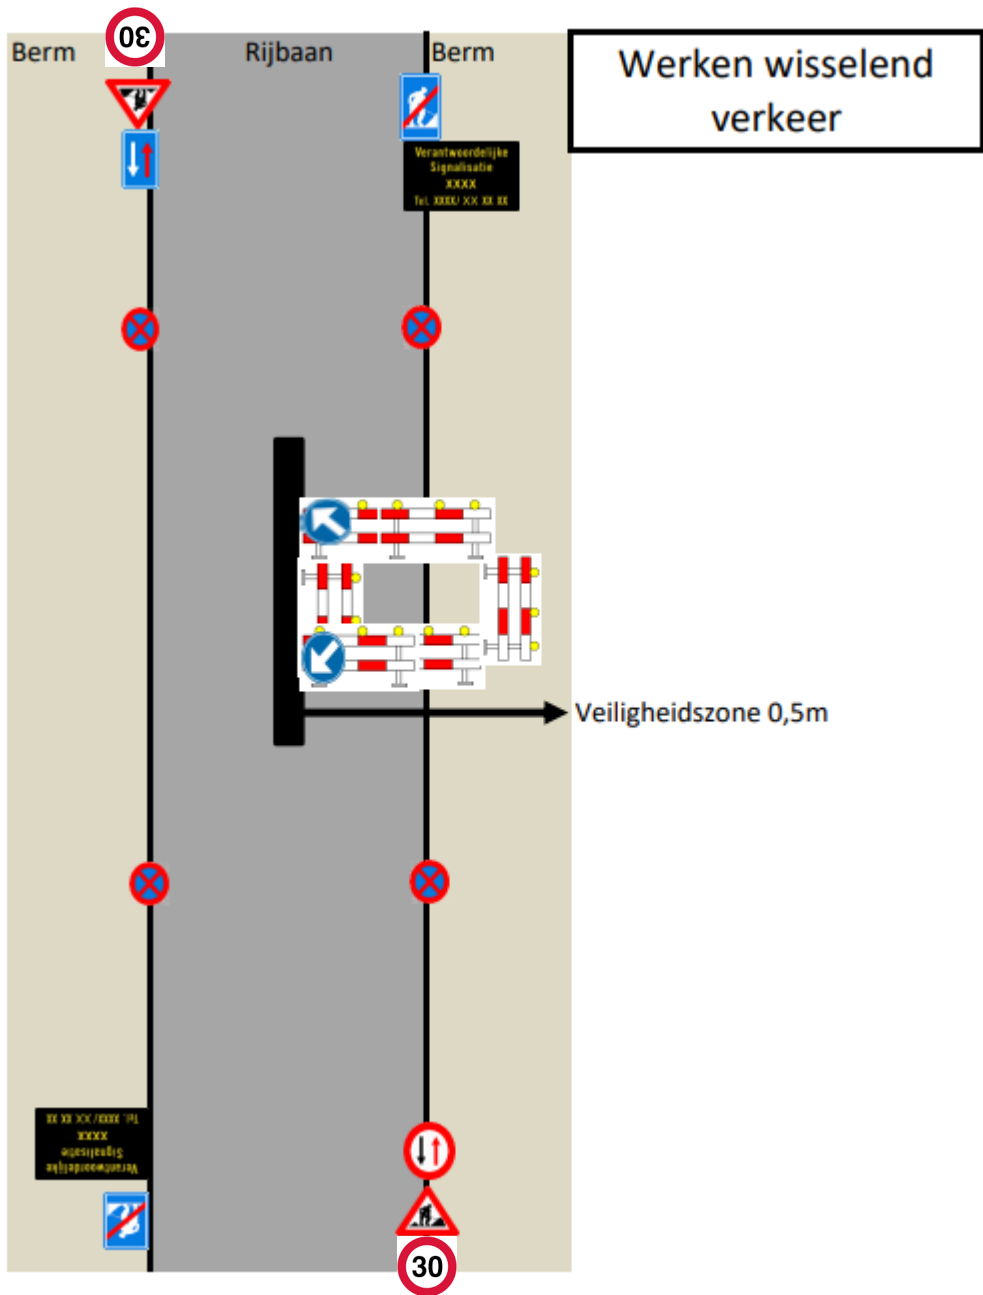 30
Berm
Rijbaan
Berm
Werken wisselend
verkeer
Verantwoordelijke
Signalisatie
XXXX
Tel. XXXX/ XX XX XX
Veiligheidszone 0,5m
Verantwoordelijke
Signalisatie
XXXX
Tel. XXXX/ XX XX XX
30